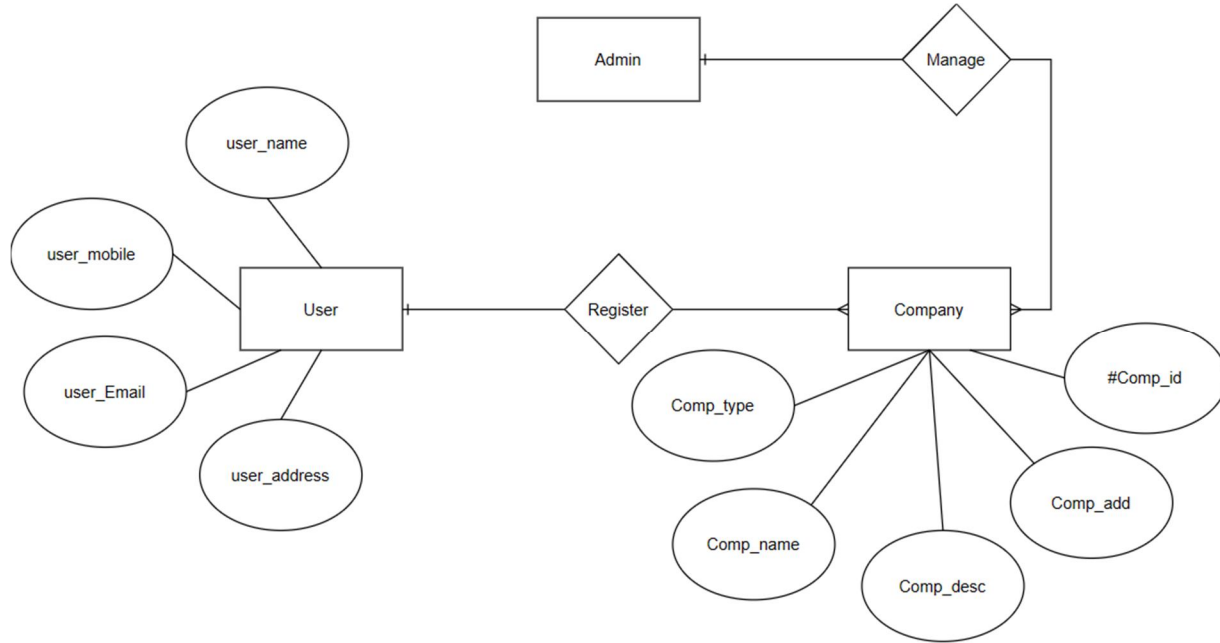 Admin
Manage
user_name
user_mobile
User
Register
Company
user_Email
#Comp_id
Comp_type
user_address
Comp_add
Comp_name
Comp_desc